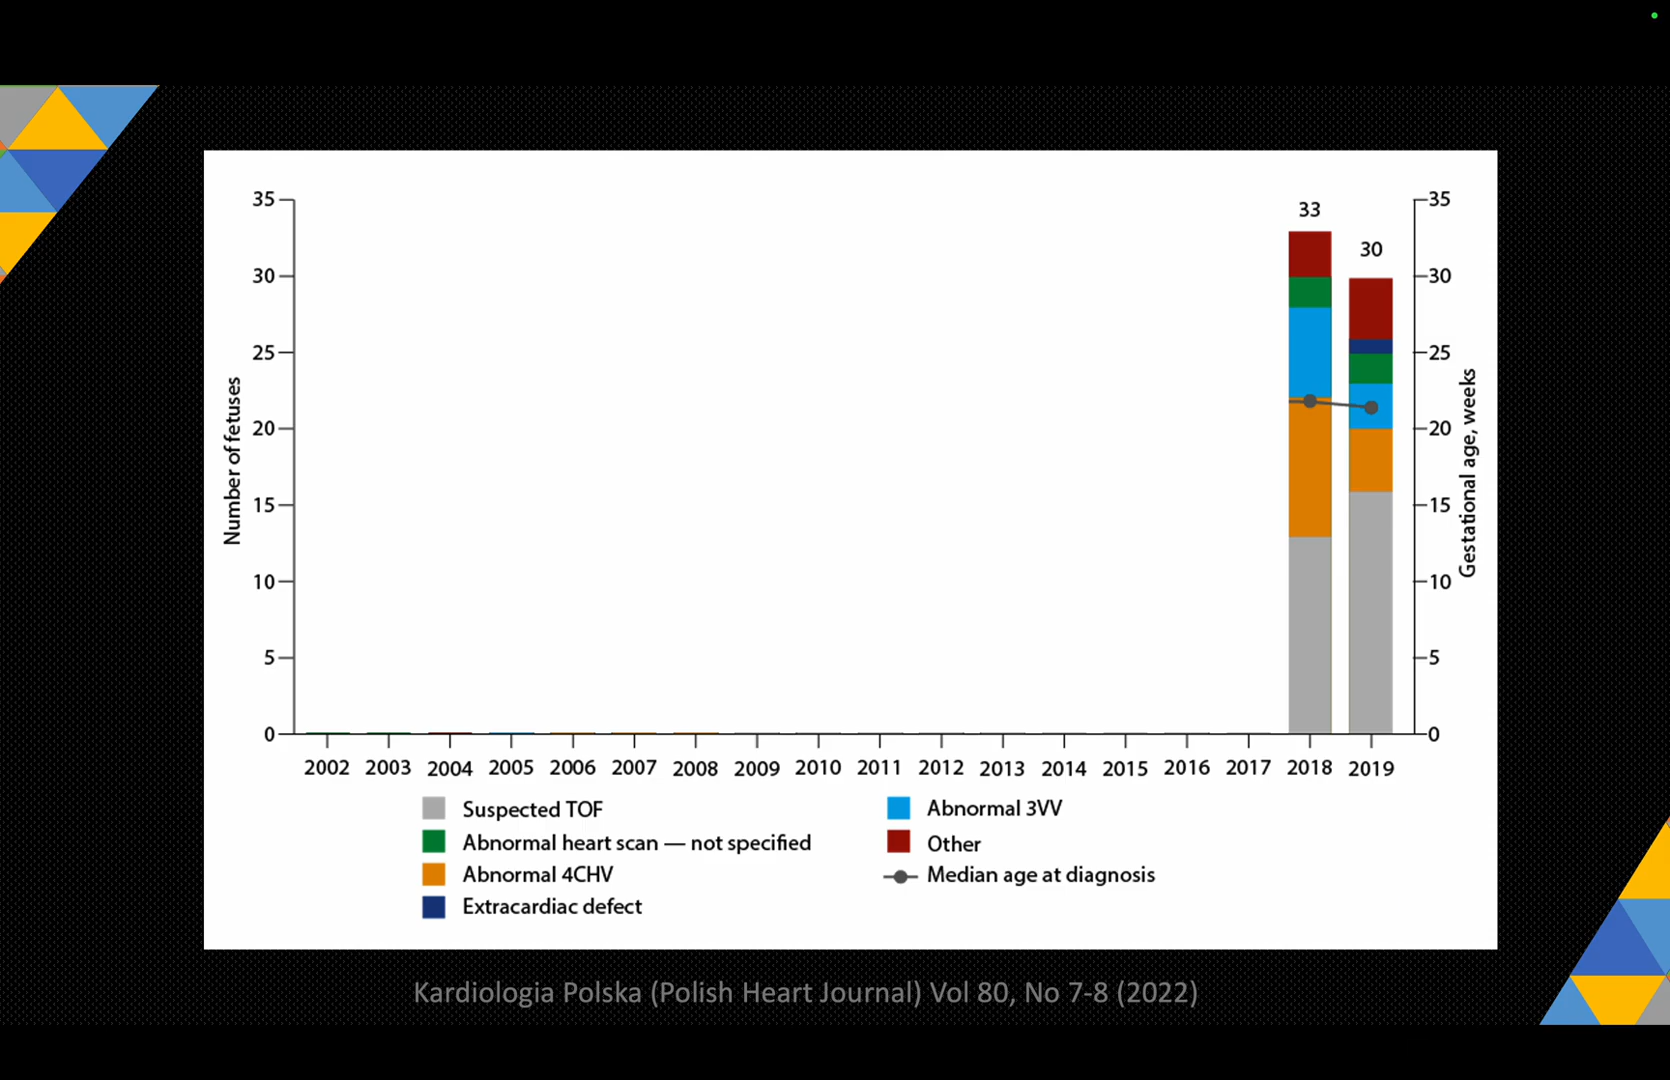 35
30
25
20
15
10
5
0
Number of fetuses
33
30
35
30
25
20
15
10
5
0
Gestational age, weeks
2002 2003 2004 2005 2006 2007 2008 2009 2010 2011 2012 2013 2014 2015 2016 2017 2018 2019
Suspected TOF
Abnormal heart scan — not specified
Abnormal 4CHV
Extracardiac defect
Abnormal 3VV
Other
Median age at diagnosis
Kardiologia Polska (Polish Heart Journal) Vol 80, No 7-8 (2022)